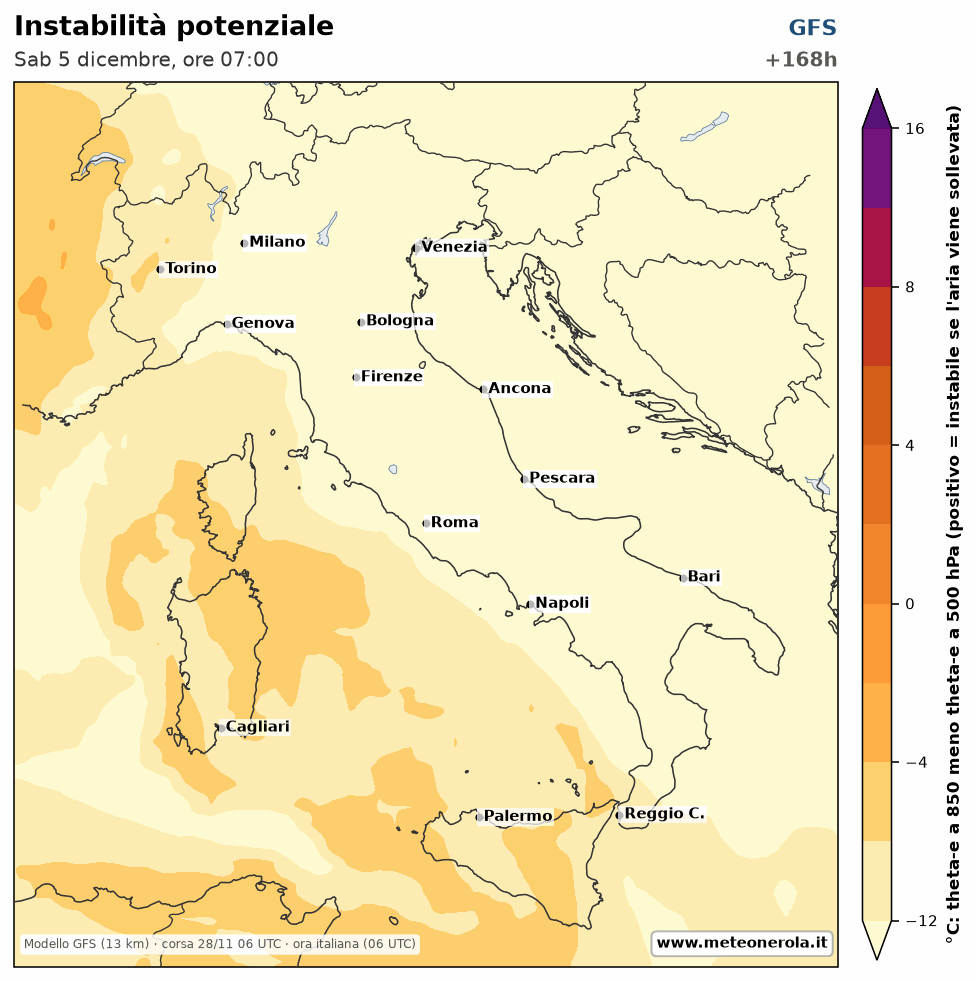 Instabilità potenziale
GFS
Sab 5 dicembre, ore 07:00
+168h
16
8
4
0
−4
−12
°C: theta-e a 850 meno theta-e a 500 hPa (positivo = instabile se l'aria viene sollevata)
Milano
Venezia
Torino
Genova
Bologna
Firenze
Ancona
Pescara
Roma
Bari
Napoli
Cagliari
Palermo
Reggio C.
Modello GFS (13 km) · corsa 28/11 06 UTC · ora italiana (06 UTC)
www.meteonerola.it